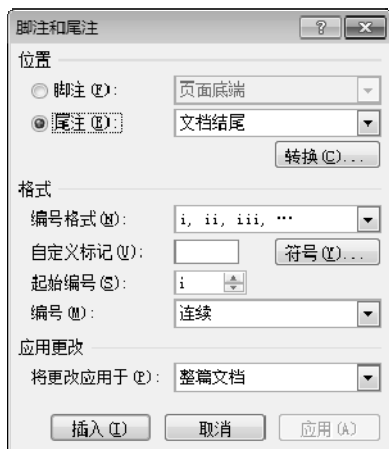 脚注和尾注
位置
脚注(F): 页面底端
尾注(E): 文档结尾
转换(C)...
格式
编号格式(N): i, ii, iii, …
自定义标记(U): 符号(Y)...
起始编号(S): i
编号(M): 连续
应用更改
将更改应用于(P): 整篇文档
插入(I) 取消 应用(A)